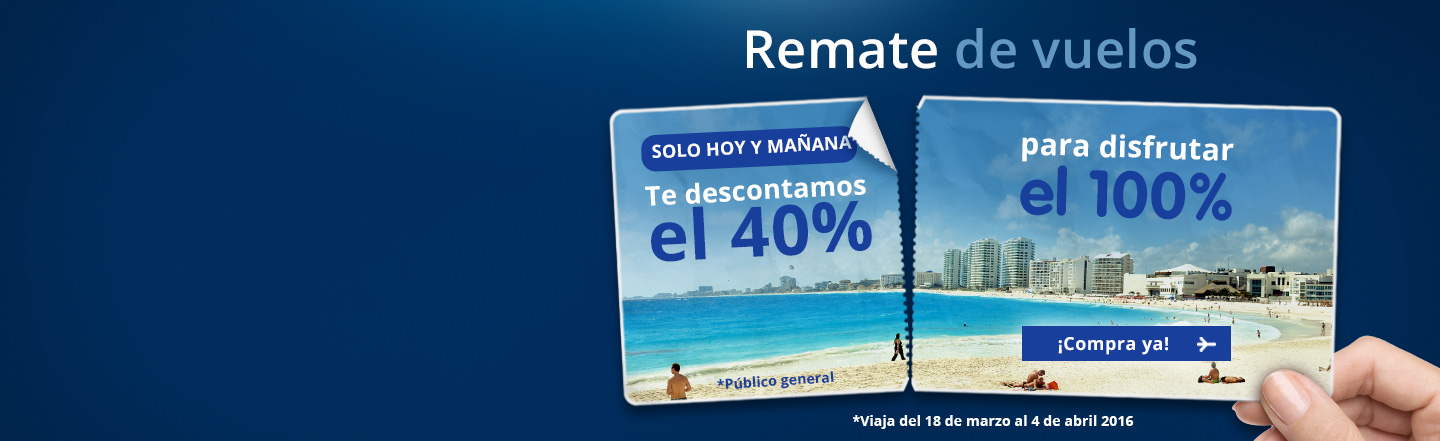 Remate de vuelos
SOLO HOY Y MAÑANA
Te descontamos
el 40%
*Público general
para disfrutar
el 100%
¡Compra ya!
*Viaja del 18 de marzo al 4 de abril 2016